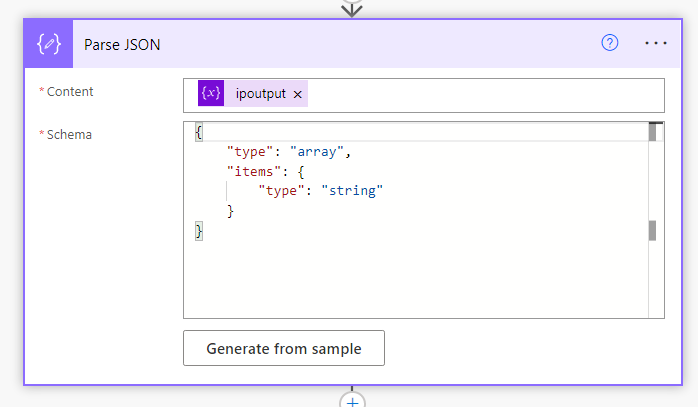 Parse JSON
* Content
{x} ipoutput ×
* Schema
{
"type": "array",
"items": {
"type": "string"
}
}
Generate from sample